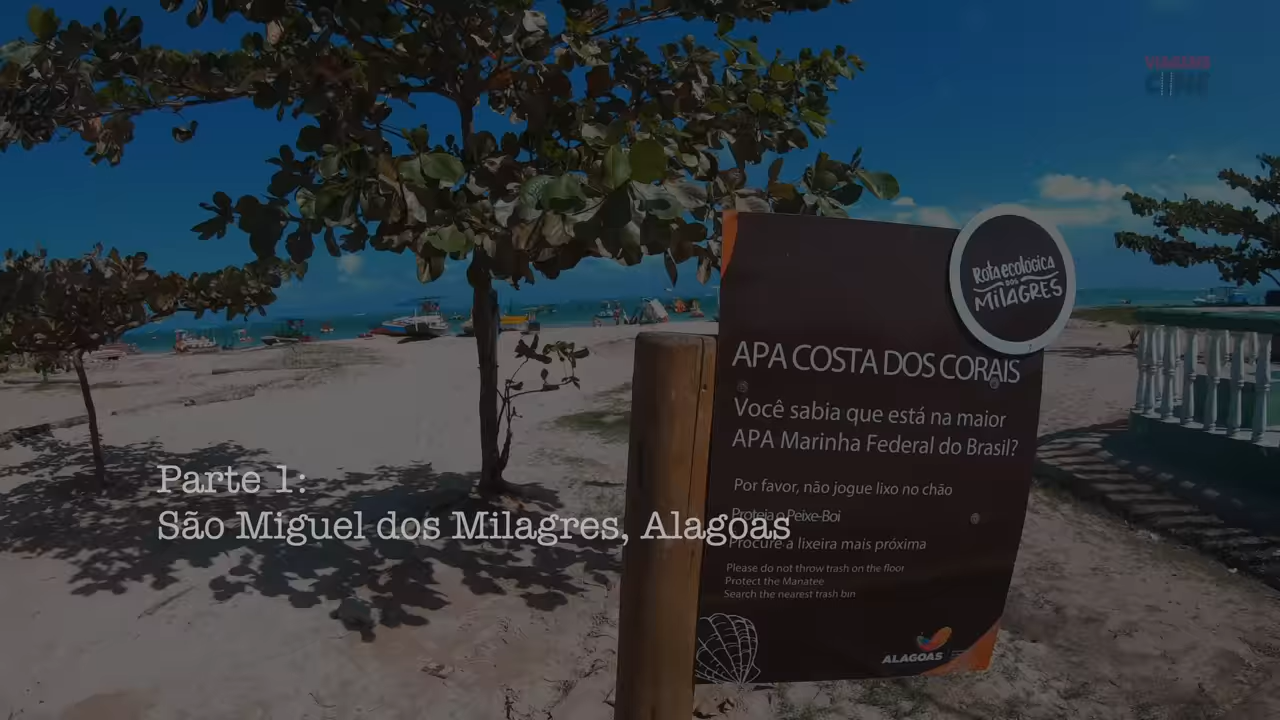 VIAGENS
CINE
Rota ecológica
DOS
MILAGRES
APA COSTA DOS CORAIS
Você sabia que está na maior
APA Marinha Federal do Brasil?
Por favor, não jogue lixo no chão
Proteja o Peixe-Boi
Procure a lixeira mais próxima
Please do not throw trash on the floor
Protect the Manatee
Search the nearest trash bin
ALAGOAS
Parte 1:
São Miguel dos Milagres, Alagoas